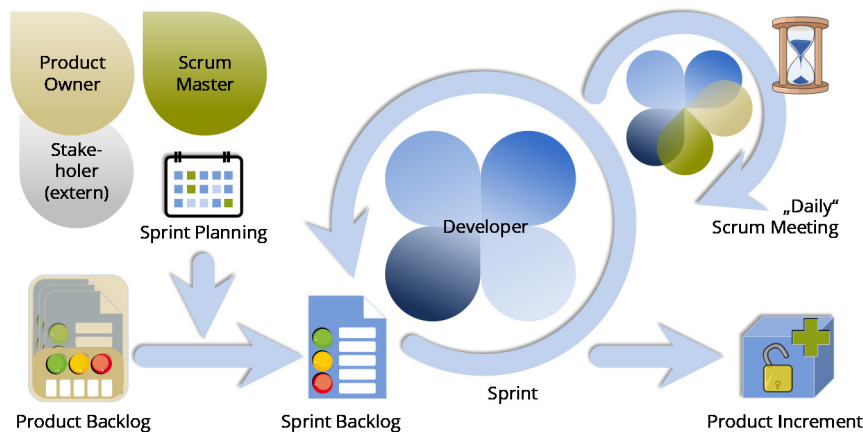 Product
Owner
Scrum
Master
Stake-
holer
(extern)
Sprint Planning
Developer
„Daily“
Scrum Meeting
Sprint
Product Backlog
Sprint Backlog
Product Increment